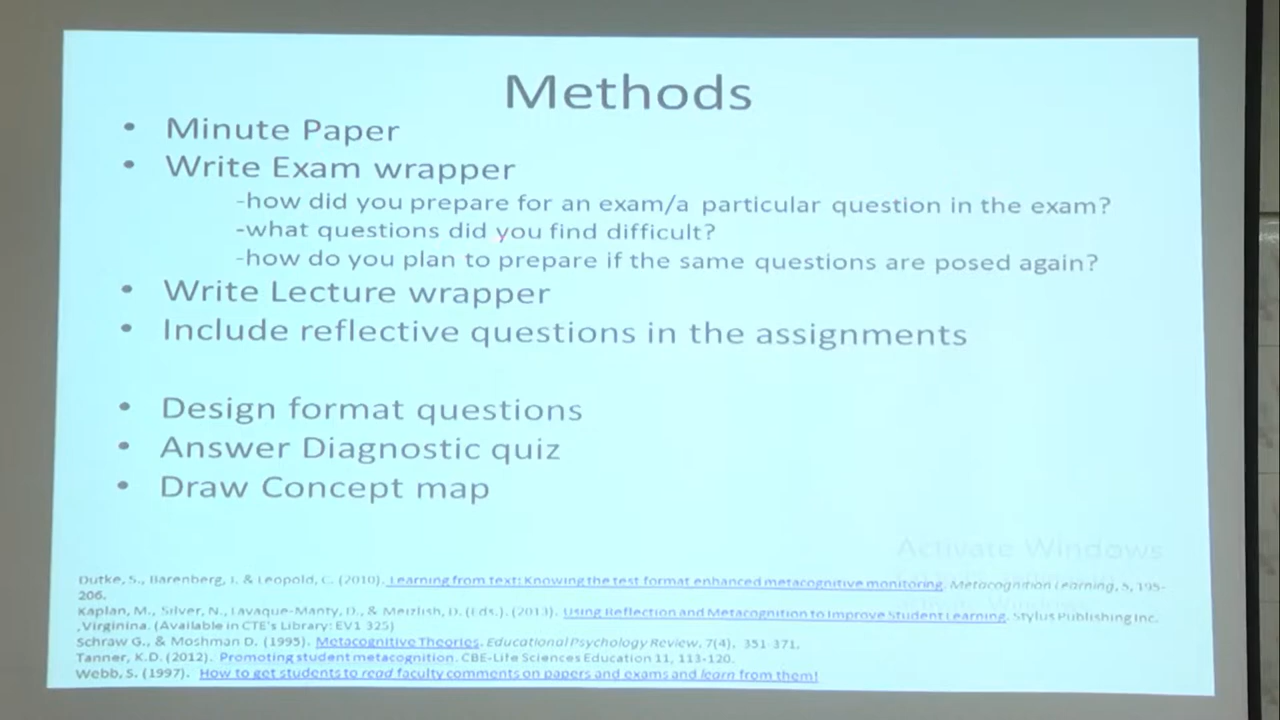 Methods
• Minute Paper
• Write Exam wrapper
-how did you prepare for an exam/a particular question in the exam?
-what questions did you find difficult?
-how do you plan to prepare if the same questions are posed again?
• Write Lecture wrapper
• Include reflective questions in the assignments
• Design format questions
• Answer Diagnostic quiz
• Draw Concept map
Activate Windows
Dutke, S., Barenberg, J. & Leopold, C. (2010). Learning from text: Knowing the test format enhanced metacognitive monitoring. Metacognition Learning, 5, 195-
206.
Kaplan, M., Silver, N., Lavaque-Manty, D., & Meizlish, D. (Eds.). (2013). Using Reflection and Metacognition to Improve Student Learning. Stylus Publishing Inc.
,Virginina. (Available in CTE's Library: EV1 325)
Schraw G., & Moshman D. (1995). Metacognitive Theories. Educational Psychology Review, 7(4), 351-371.
Tanner, K.D. (2012). Promoting student metacognition. CBE-Life Sciences Education 11, 113-120.
Webb, S. (1997). How to get students to read faculty comments on papers and exams and learn from them!